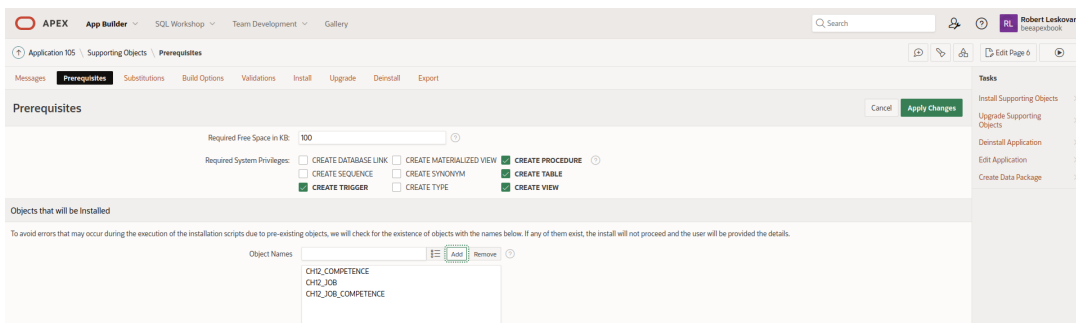 APEX App Builder SQL Workshop Team Development Gallery Search RL Robert Leskovar
beeapexbook
Application 105 \ Supporting Objects \ Prerequisites Edit Page 6
Messages Prerequisites Substitutions Build Options Validations Install Upgrade Deinstall Export
Tasks
Prerequisites Cancel Apply Changes
Install Supporting Objects
Upgrade Supporting
Objects
Deinstall Application
Edit Application
Create Data Package
Required Free Space in KB: 100
Required System Privileges: CREATE DATABASE LINK CREATE MATERIALIZED VIEW CREATE PROCEDURE
CREATE SEQUENCE CREATE SYNONYM CREATE TABLE
CREATE TRIGGER CREATE TYPE CREATE VIEW
Objects that will be Installed
To avoid errors that may occur during the execution of the installation scripts due to pre-existing objects, we will check for the existence of objects with the names below. If any of them exist, the install will not proceed and the user will be provided the details.
Object Names Add Remove
CH12_COMPETENCE
CH12_JOB
CH12_JOB_COMPETENCE